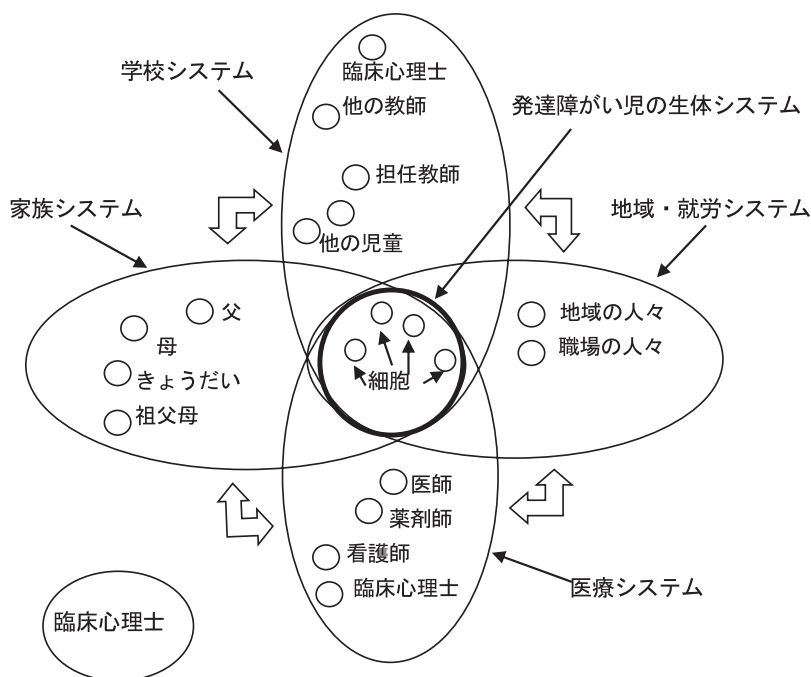 学校システム
臨床心理士
他の教師
発達障がい児の生体システム
担任教師
家族システム
地域・就労システム
他の児童
父
母
きょうだい
祖父母
地域の人々
職場の人々
細胞
医師
薬剤師
看護師
臨床心理士
医療システム
臨床心理士